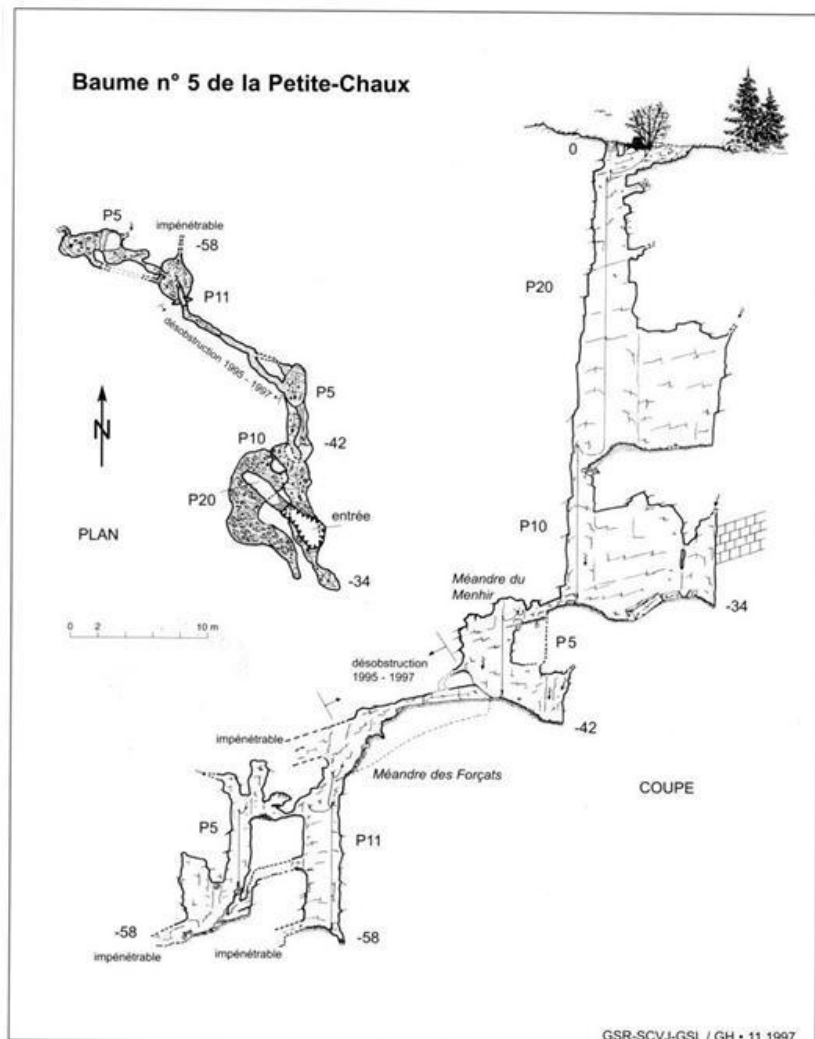 Baume n° 5 de la Petite-Chaux
0
P5
impénétrable
-58
P11
désobstruction 1995 - 1997
P5
-42
P10
P20
entrée
-34
N
PLAN
0 2 10 m
P20
P10
-34
Méandre du
Menhir
P5
désobstruction
1995 - 1997
-42
impénétrable
Méandre des Forçats
COUPE
P5
P11
-58
-58
impénétrable
impénétrable
GSR-SCVJ-GSL / GH • 11.1997